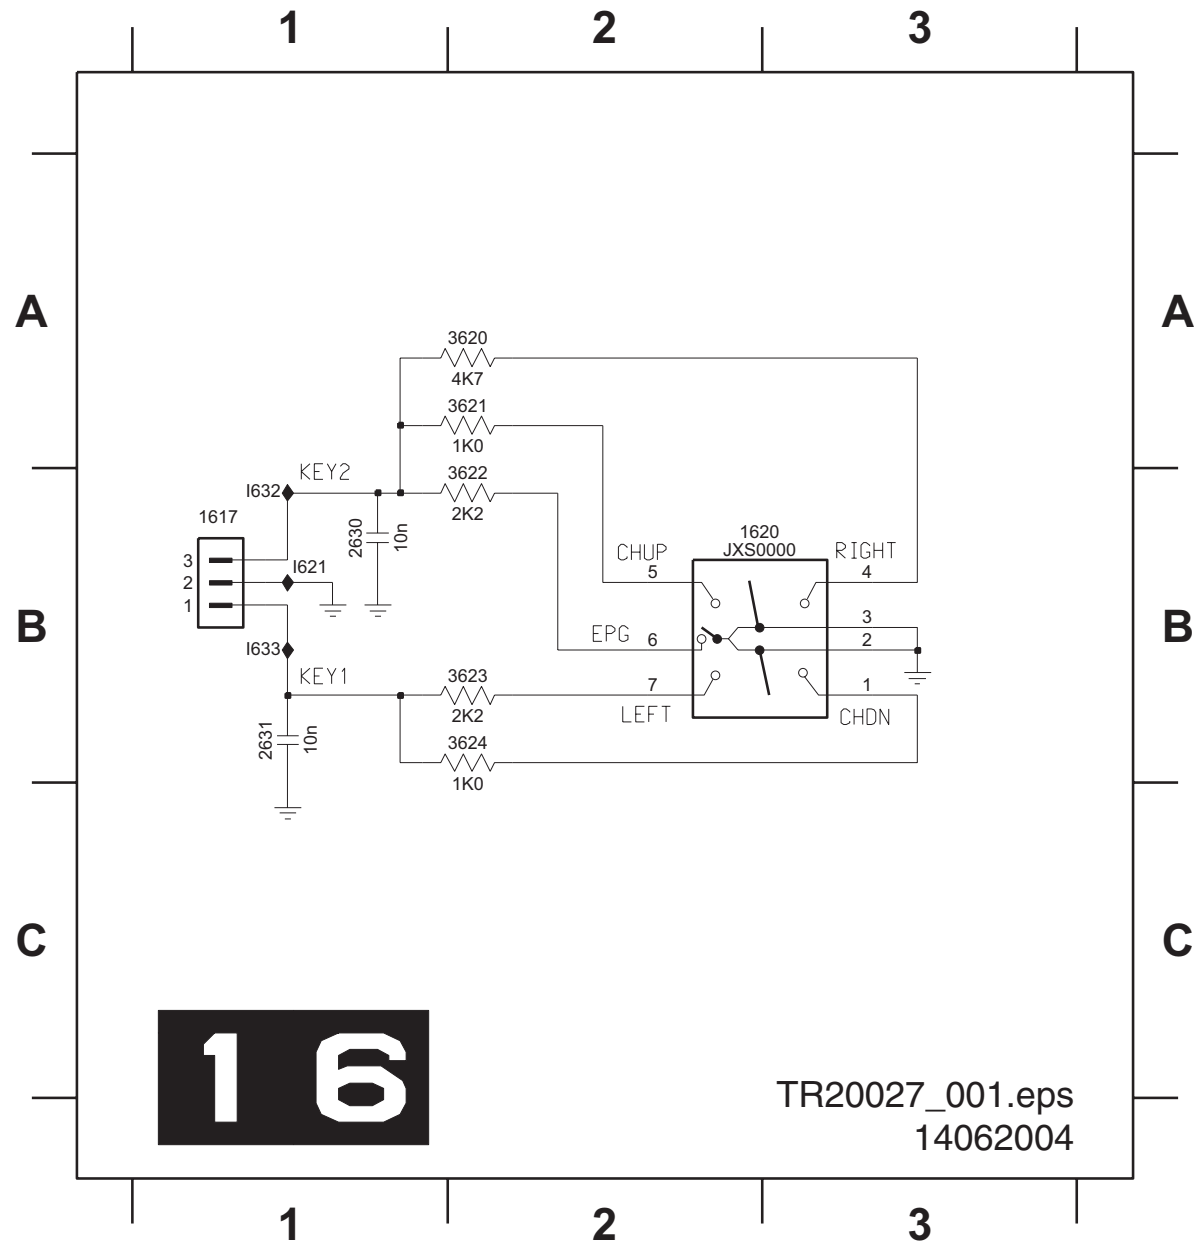 1 2 3
A A
3620
4K7
3621
1K0
KEY2
3622
I632
2K2
1617
2630
10n
1620
JXS0000
3
I621
CHUP
RIGHT
2
5
4
1
3
B B
EPG
6
2
I633
KEY1
3623
7
1
2K2
LEFT
CHDN
2631
10n
3624
1K0
C C
16
TR20027_001.eps
14062004
1 2 3